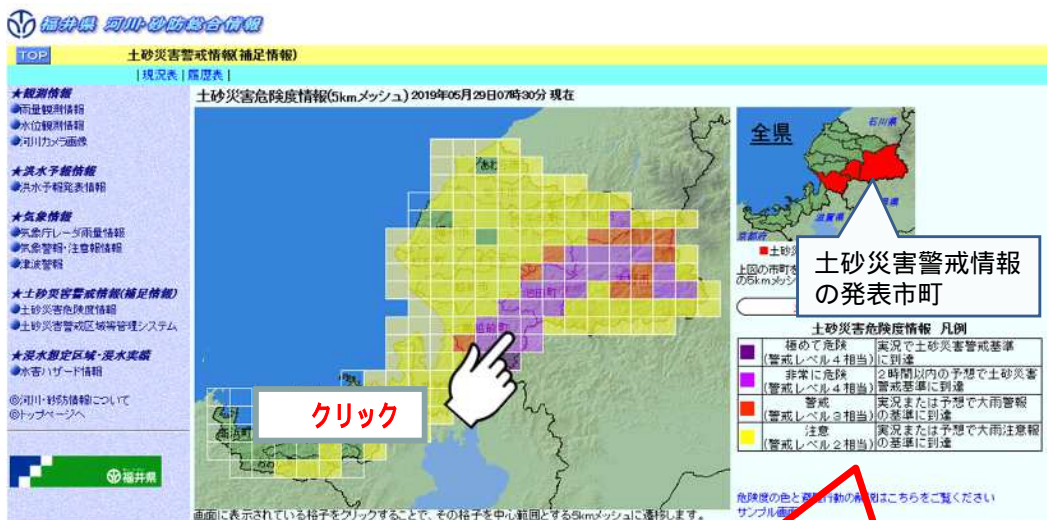 福井県 河川・砂防総合情報
TOP 土砂災害警戒情報(補足情報)
|現況表|履歴表|
★観測情報
雨量観測情報
水位観測情報
河川カメラ画像
★洪水予報情報
洪水予報発表情報
★気象情報
気象庁レーダ雨量情報
気象警報・注意報情報
津波警報
★土砂災害警戒情報(補足情報)
土砂災害危険度情報
土砂災害警戒区域等管理システム
★浸水想定区域・浸水実績
水害ハザード情報
◎河川・砂防情報について
◎トップページへ
福井県
土砂災害危険度情報(5kmメッシュ) 2019年05月29日07時30分 現在
池田町
高浜町
クリック
画面に表示されている格子をクリックすることで、その格子を中心範囲とする5kmメッシュに遷移します。
全県
石川県
滋賀県
京都府
土砂災害警戒情報
の発表市町
土砂災害危険度情報 凡例
極めて危険
(警戒レベル4相当)
実況で土砂災害警戒基準
に到達
非常に危険
(警戒レベル4相当)
2時間以内の予想で土砂災害
警戒基準に到達
警戒
(警戒レベル3相当)
実況または予想で大雨警報
の基準に到達
注意
(警戒レベル2相当)
実況または予想で大雨注意報
の基準に到達
危険度の色と
はこちらをご覧ください
サンプル画面